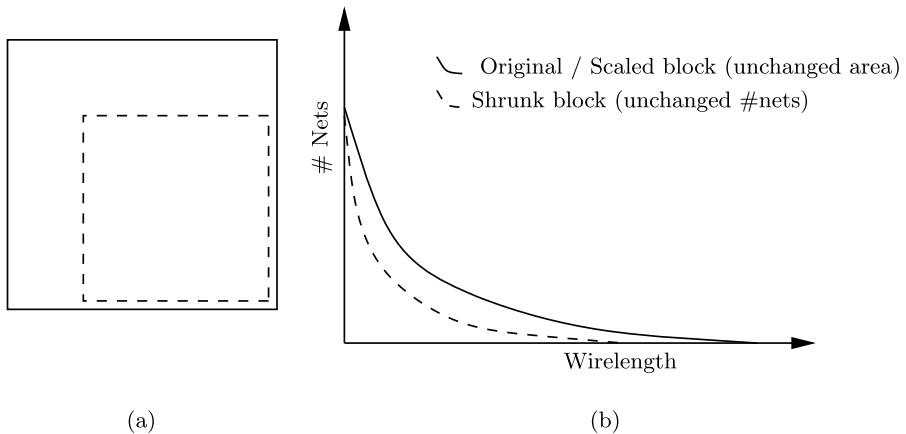 Original / Scaled block (unchanged area)
Shrunk block (unchanged #nets)
# Nets
Wirelength
(a)
(b)